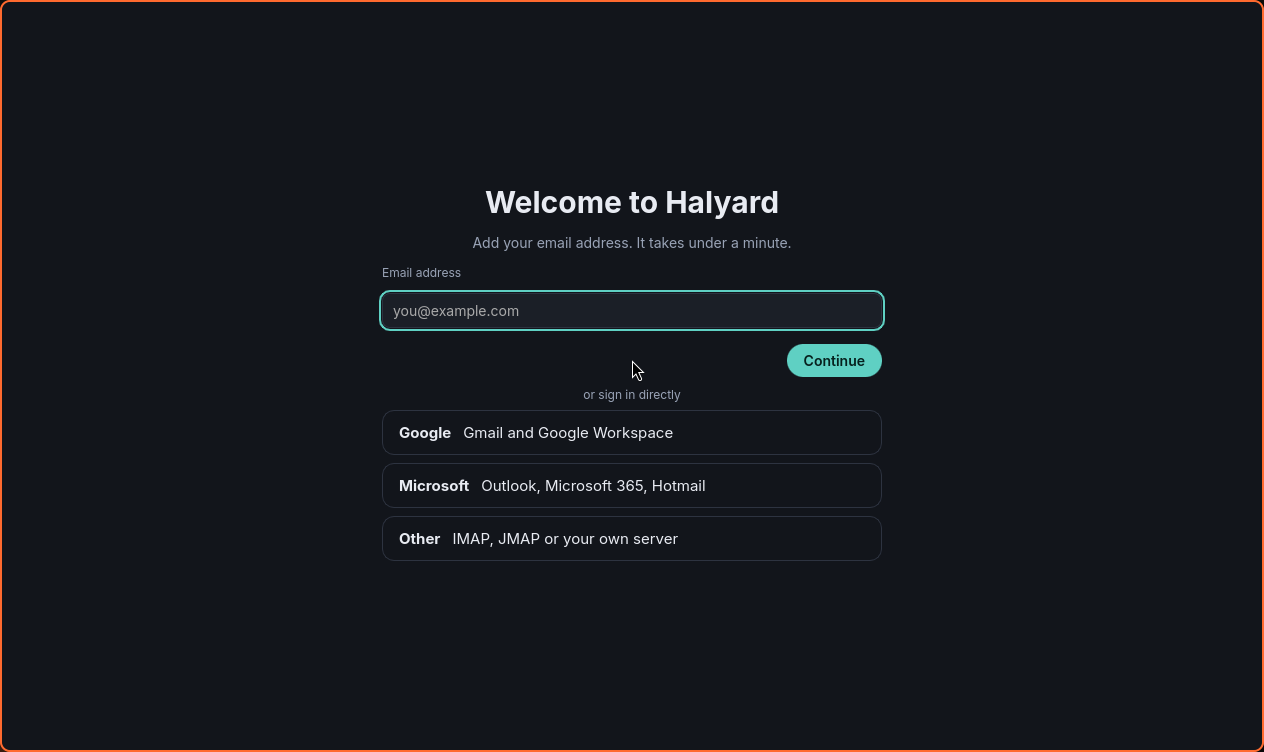 Welcome to Halyard
Add your email address. It takes under a minute.
Email address
you@example.com
Continue
or sign in directly
Google Gmail and Google Workspace
Microsoft Outlook, Microsoft 365, Hotmail
Other IMAP, JMAP or your own server